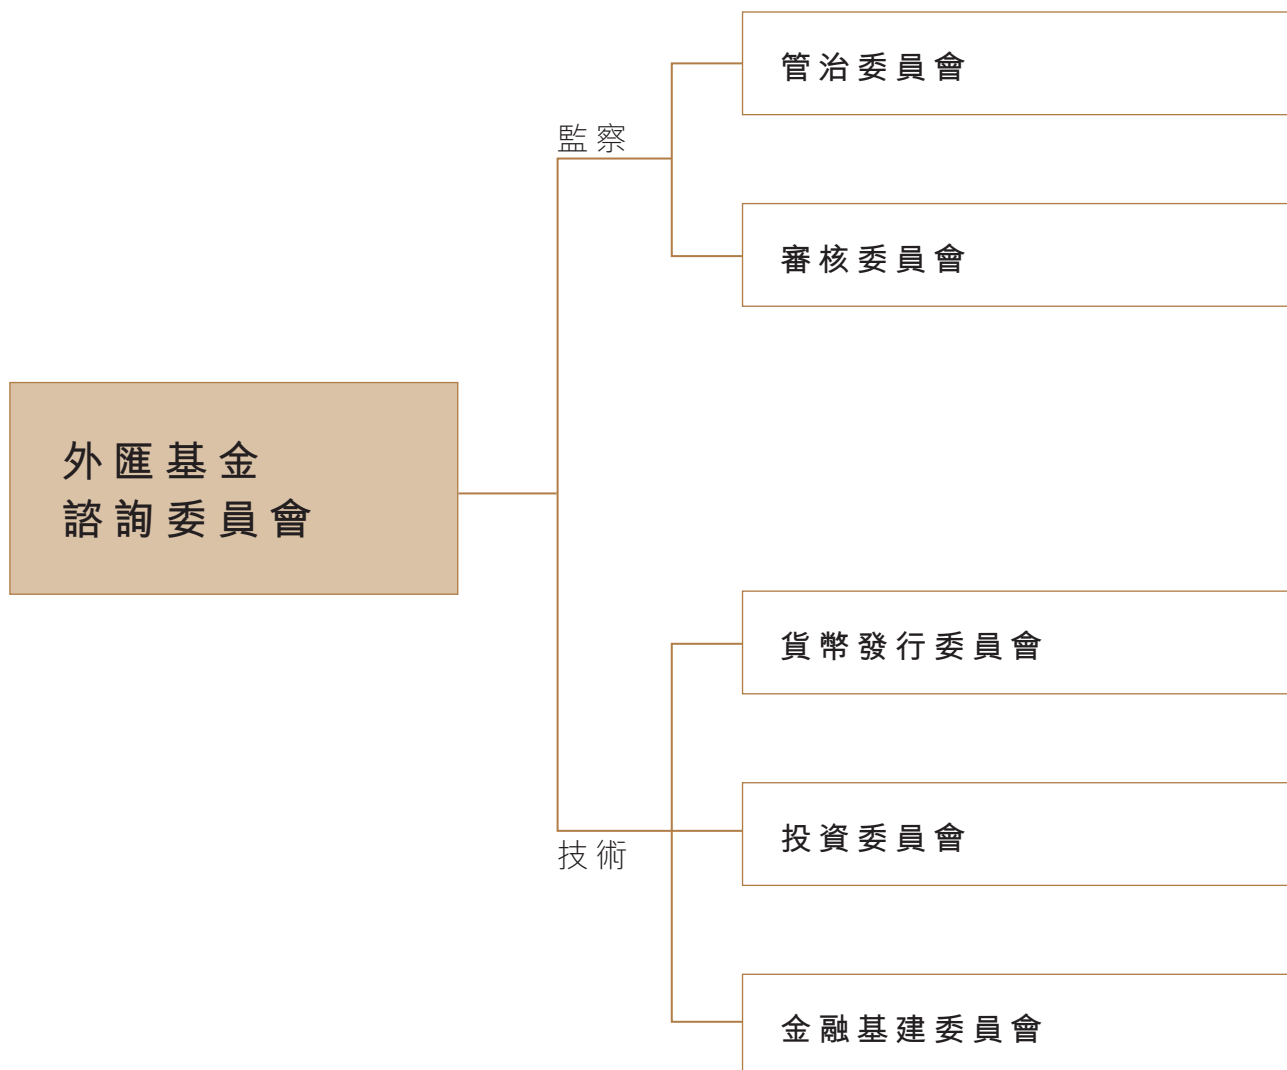 管治委員會
監察
審核委員會
外匯基金
諮詢委員會
貨幣發行委員會
投資委員會
技術
金融基建委員會